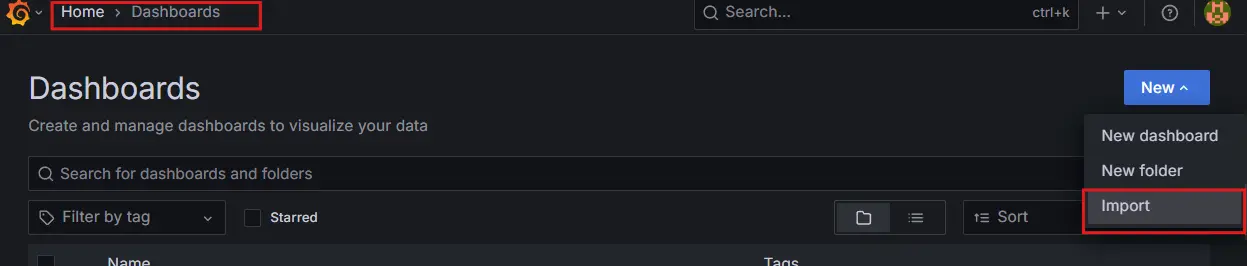 Home › Dashboards
Search... ctrl+k
Dashboards
New
Create and manage dashboards to visualize your data
New dashboard
Search for dashboards and folders
New folder
Import
Filter by tag
Starred
Sort
Name
Tags